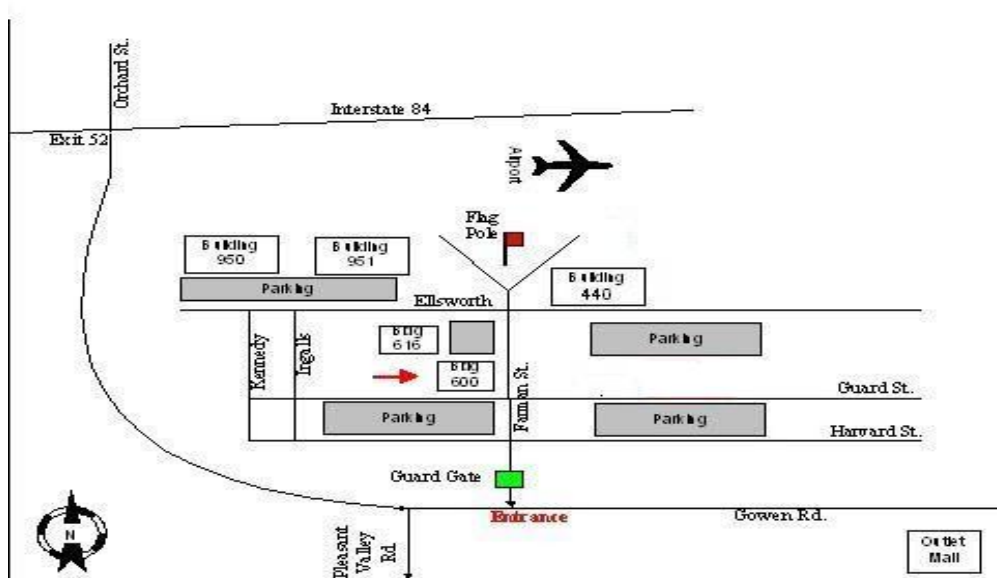 Orchard St.
Interstate 84
Exit 52
Airport
Flag
Pole
Building
950
Building
951
Building
440
Parking
Ellsworth
Kennedy
Ingalls
Bldg
616
Parking
Bldg
600
Farman St.
Guard St.
Parking
Parking
Harvard St.
Guard Gate
Entrance
Gowen Rd.
Pleasant
Valley
Rd
N
Outlet
Mall